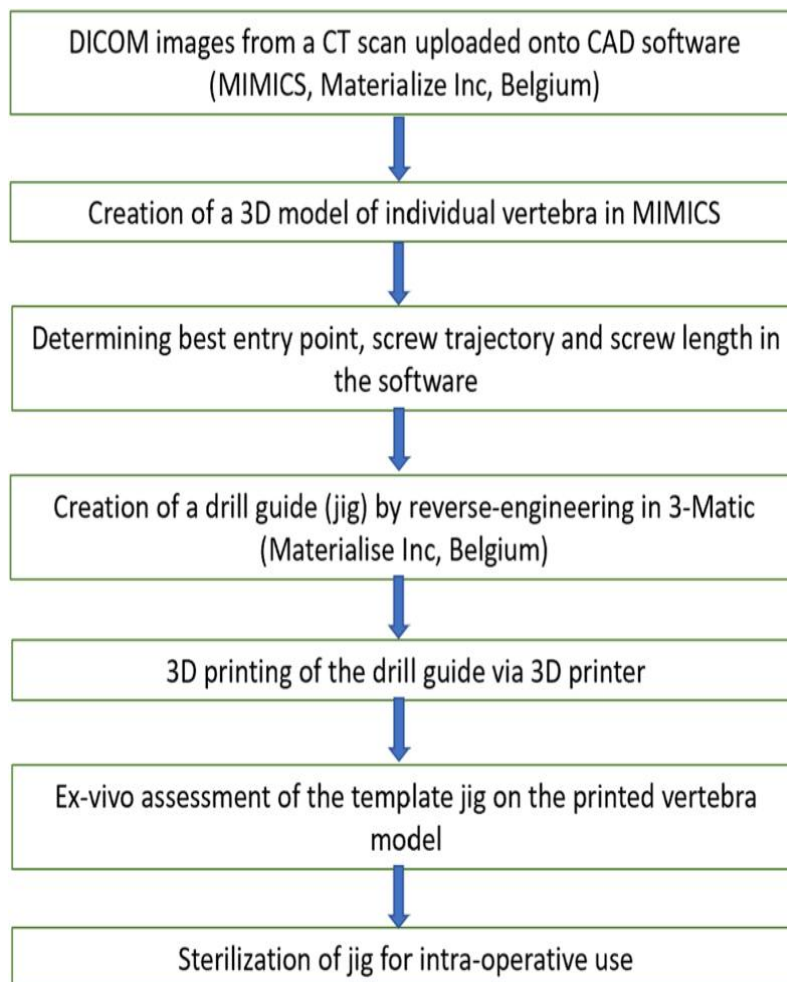 DICOM images from a CT scan uploaded onto CAD software
(MIMICS, Materialize Inc, Belgium)
Creation of a 3D model of individual vertebra in MIMICS
Determining best entry point, screw trajectory and screw length in
the software
Creation of a drill guide (jig) by reverse-engineering in 3-Matic
(Materialise Inc, Belgium)
3D printing of the drill guide via 3D printer
Ex-vivo assessment of the template jig on the printed vertebra
model
Sterilization of jig for intra-operative use